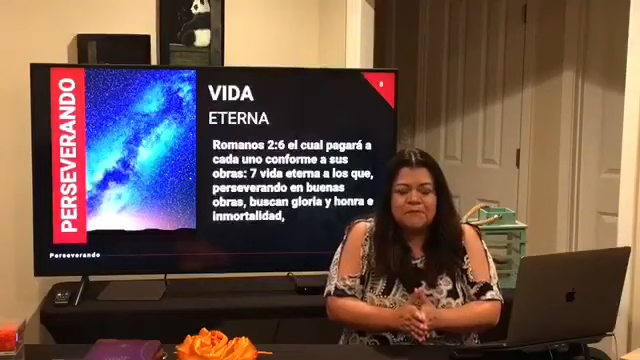 PERSEVERANDO
VIDA
ETERNA
Romanos 2:6 el cual pagará a
cada uno conforme a sus
obras: 7 vida eterna a los que,
perseverando en buenas
obras, buscan gloria y honra e
inmortalidad,
Perseverando